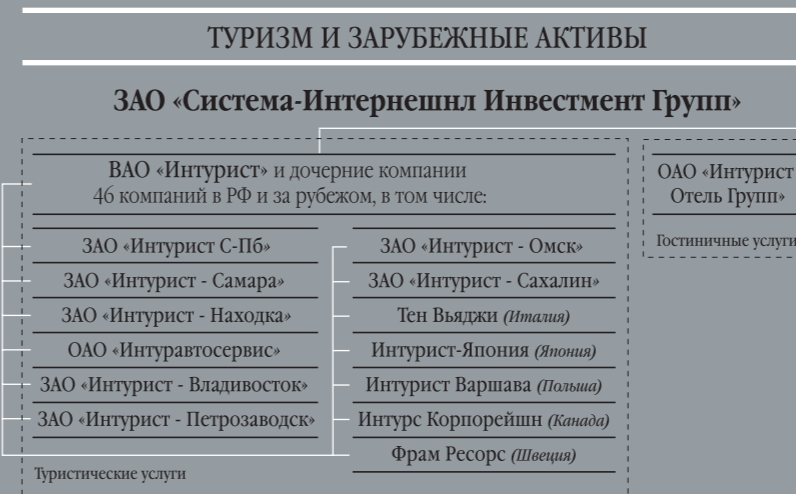 ТУРИЗМ И ЗАРУБЕЖНЫЕ АКТИВЫ
ЗАО «Система-Интернешнл Инвестмент Групп»
ВАО «Интурист» и дочерние компании
46 компаний в РФ и за рубежом, в том числе:
ЗАО «Интурист С-Пб»
ЗАО «Интурист - Самара»
ЗАО «Интурист - Находка»
ОАО «Интуравтосервис»
ЗАО «Интурист - Владивосток»
ЗАО «Интурист - Петрозаводск»
ЗАО «Интурист - Омск»
ЗАО «Интурист - Сахалин»
Тен Вьяджи (Италия)
Интурист-Япония (Япония)
Интурист Варшава (Польша)
Интурс Корпорейшн (Канада)
Фрам Ресорс (Швеция)
Туристические услуги
ОАО «Интурист
Отель Групп»
Гостиничные услуги